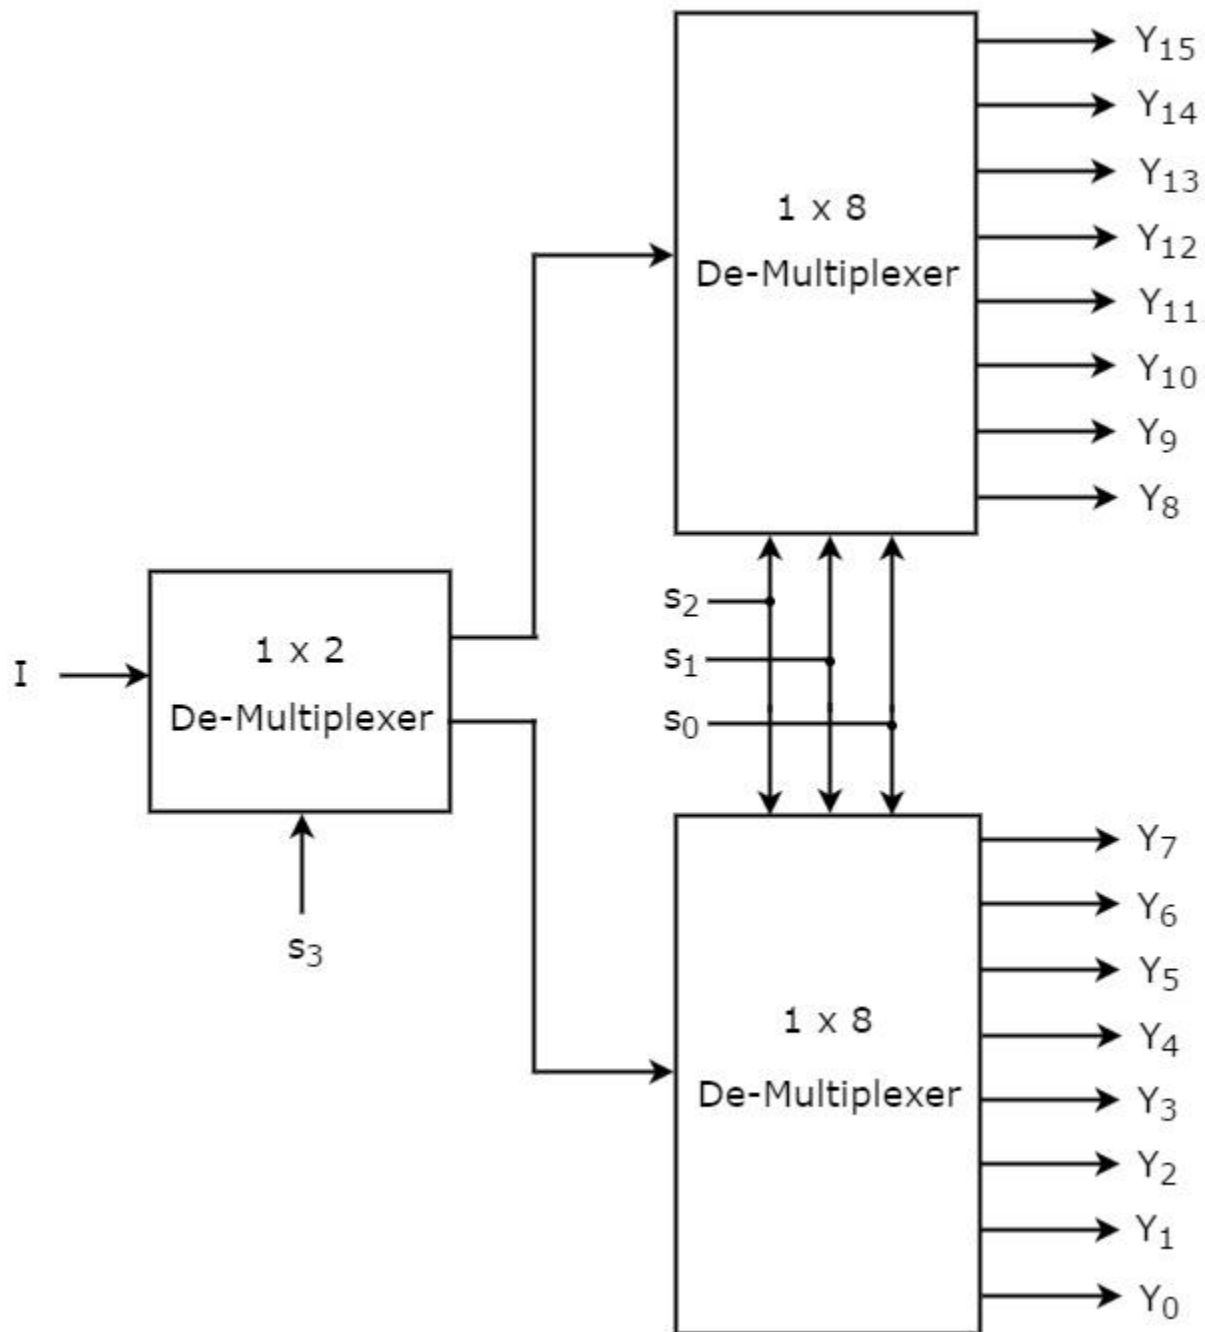 Y15
Y14
Y13
1 x 8
Y12
De-Multiplexer
Y11
Y10
Y9
Y8
s2
1 x 2
s1
I
De-Multiplexer
s0
Y7
Y6
s3
Y5
1 x 8
Y4
De-Multiplexer
Y3
Y2
Y1
Y0